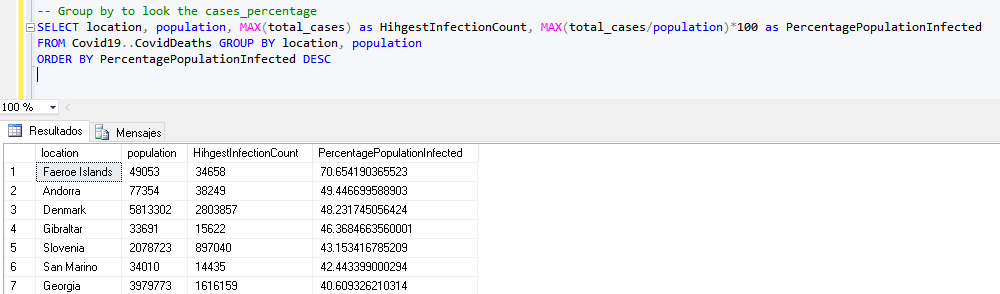 -- Group by to look the cases_percentage
SELECT location, population, MAX(total_cases) as HihgestInfectionCount, MAX(total_cases/population)*100 as PercentagePopulationInfected
FROM Covid19..CovidDeaths GROUP BY location, population
ORDER BY PercentagePopulationInfected DESC
100 %
Resultados Mensajes
location population HihgestInfectionCount PercentagePopulationInfected
1 Faeroe Islands 49053 34658 70.654190365523
2 Andorra 77354 38249 49.446699588903
3 Denmark 5813302 2803857 48.231745056424
4 Gibraltar 33691 15622 46.3684663560001
5 Slovenia 2078723 897040 43.153416785209
6 San Marino 34010 14435 42.443399000294
7 Georgia 3979773 1616159 40.609326210314